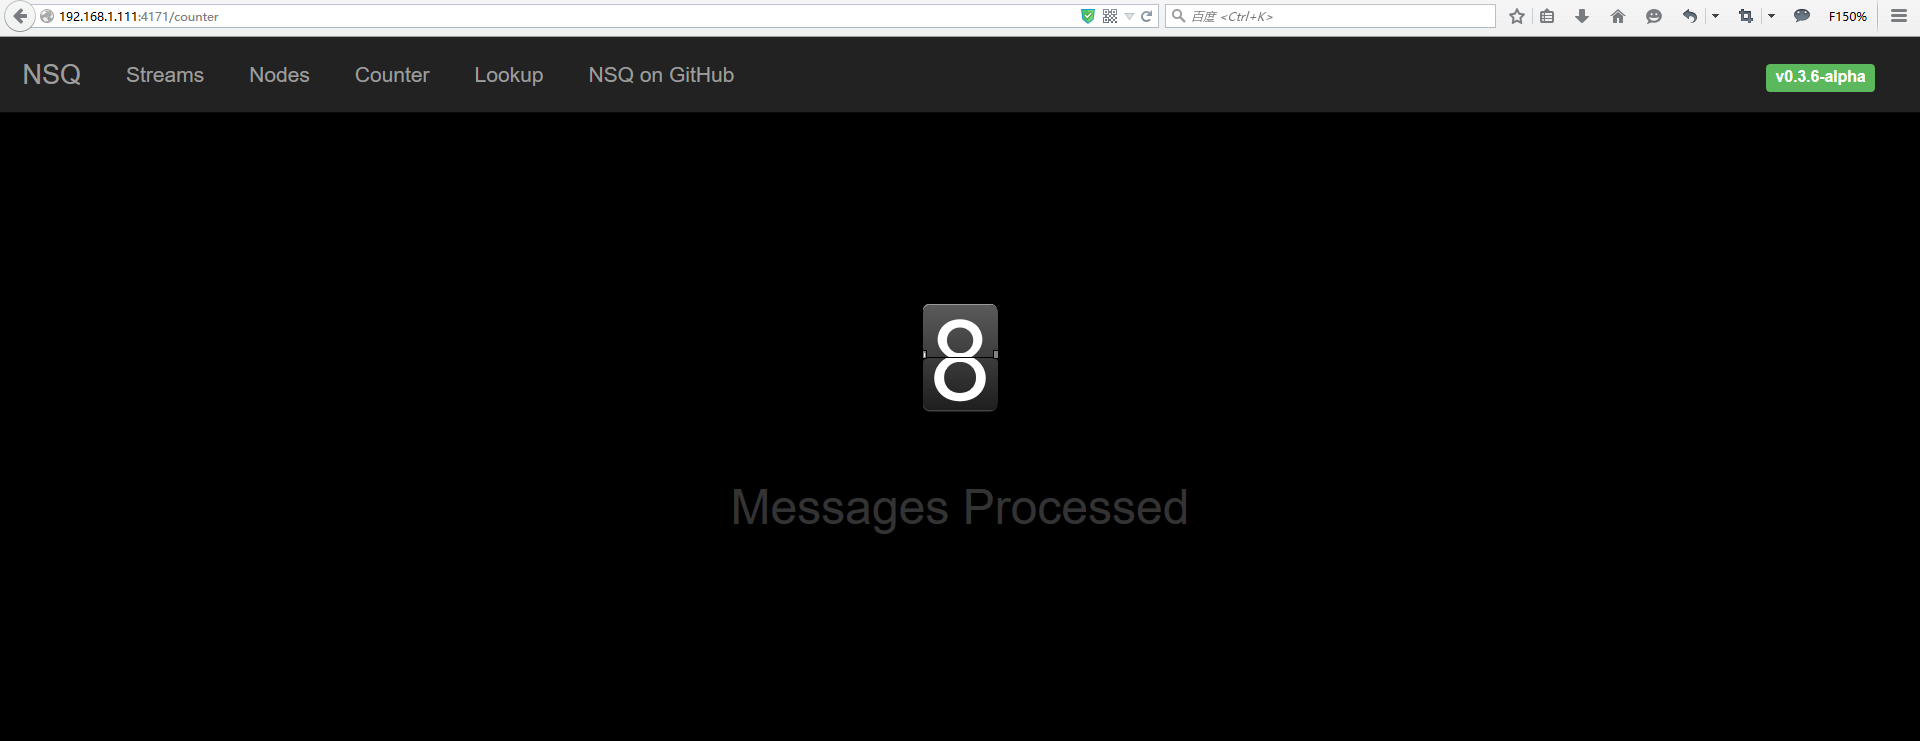 192.168.1.111:4171/counter
百度 <Ctrl+K>
F150%
NSQ Streams Nodes Counter Lookup NSQ on GitHub v0.3.6-alpha
8
Messages Processed